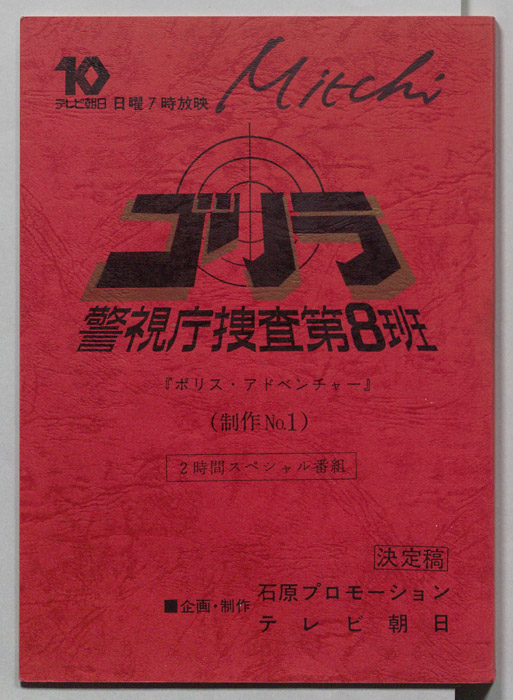 10
テレビ朝日 日曜7時放映
Mitchi
ゴリラ
警視庁捜査第8班
『ポリス・アドベンチャー』
(制作No.1)
2時間スペシャル番組
決定稿
■企画・制作 石原プロモーション
テレビ朝日